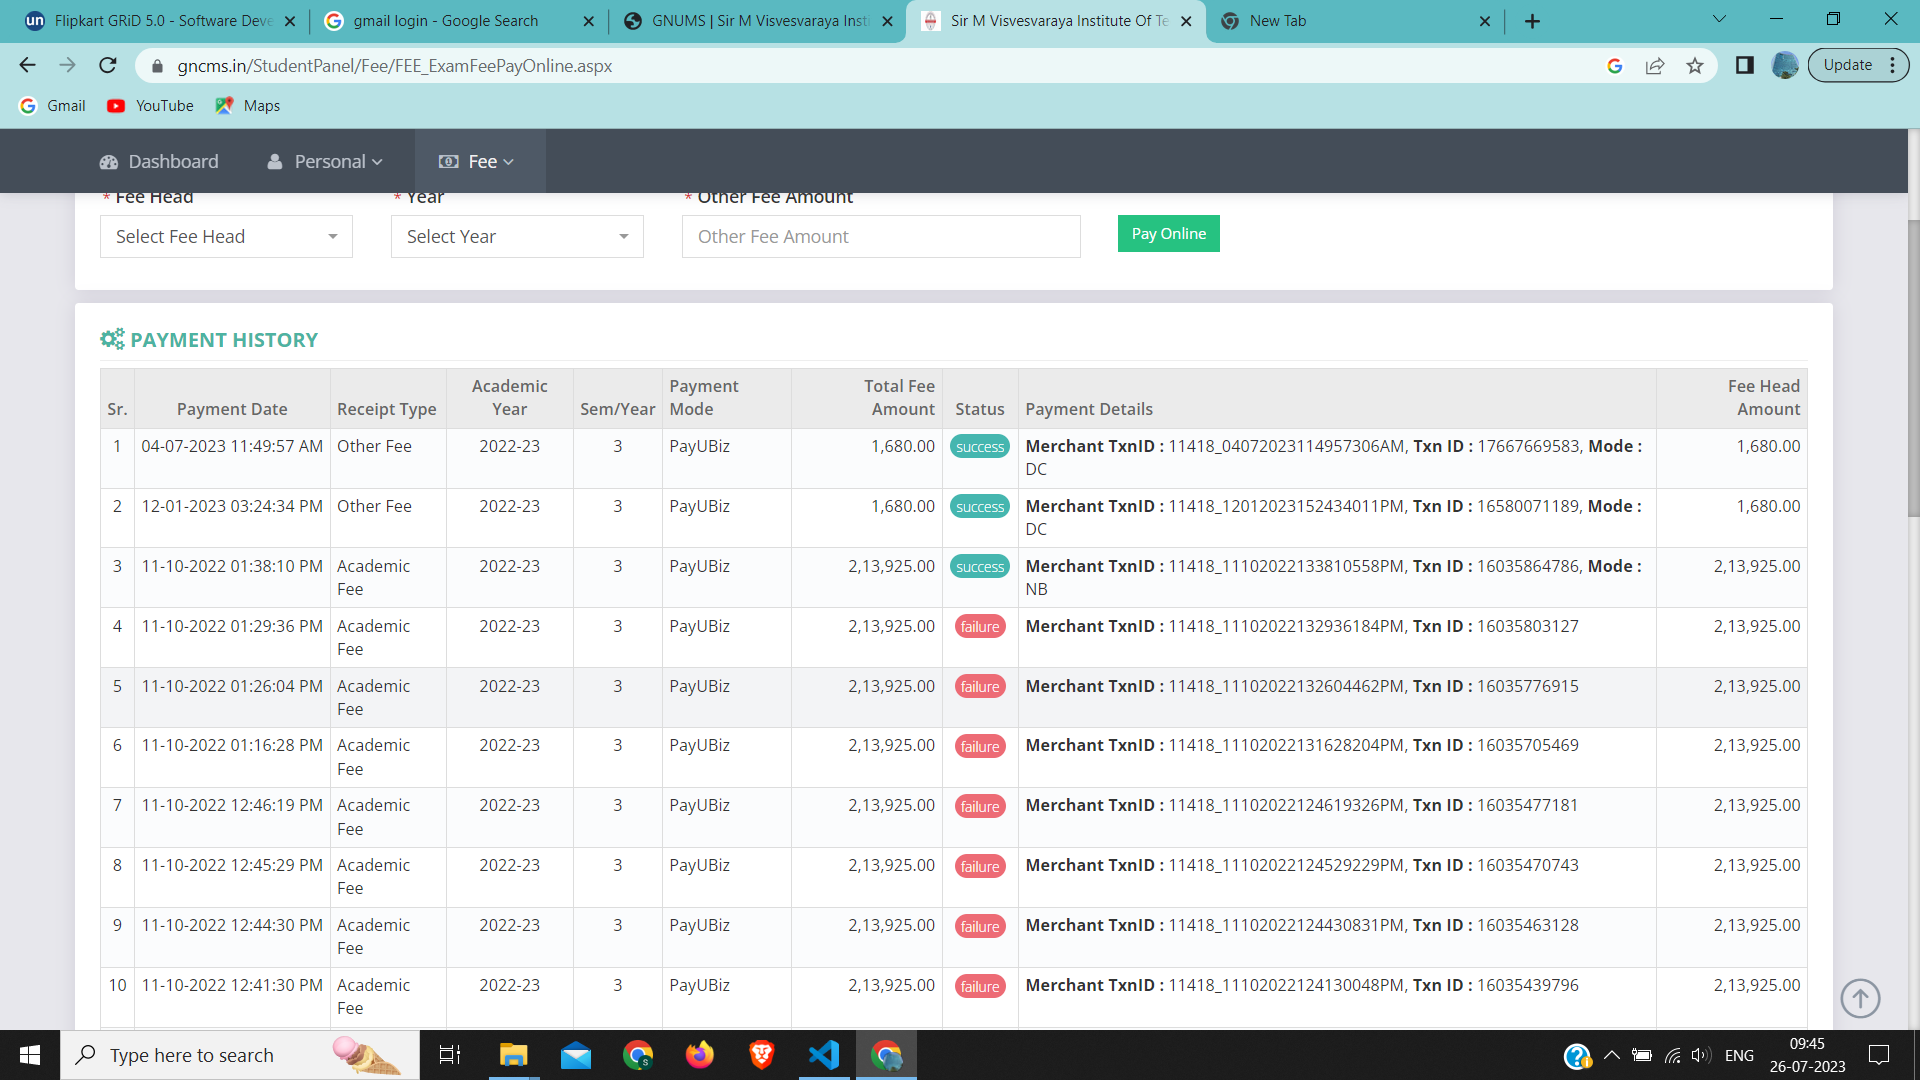 Flipkart GRiD 5.0 - Software Deve
gmail login - Google Search
GNUMS | Sir M Visvesvaraya Insti
Sir M Visvesvaraya Institute Of Te
New Tab
gncms.in/StudentPanel/Fee/FEE_ExamFeePayOnline.aspx
Update
Gmail YouTube Maps
Dashboard Personal Fee
* Fee Head * Year * Other Fee Amount
Select Fee Head Select Year Other Fee Amount Pay Online
PAYMENT HISTORY
Sr. Payment Date Receipt Type Academic Year Sem/Year Payment Mode Total Fee Amount Status Payment Details Fee Head Amount
1 04-07-2023 11:49:57 AM Other Fee 2022-23 3 PayUBiz 1,680.00 success Merchant TxnID : 11418_04072023114957306AM, Txn ID : 17667669583, Mode : 1,680.00
DC
2 12-01-2023 03:24:34 PM Other Fee 2022-23 3 PayUBiz 1,680.00 success Merchant TxnID : 11418_12012023152434011PM, Txn ID : 16580071189, Mode : 1,680.00
DC
3 11-10-2022 01:38:10 PM Academic 2022-23 3 PayUBiz 2,13,925.00 success Merchant TxnID : 11418_11102022133810558PM, Txn ID : 16035864786, Mode : 2,13,925.00
Fee NB
4 11-10-2022 01:29:36 PM Academic 2022-23 3 PayUBiz 2,13,925.00 failure Merchant TxnID : 11418_11102022132936184PM, Txn ID : 16035803127 2,13,925.00
Fee
5 11-10-2022 01:26:04 PM Academic 2022-23 3 PayUBiz 2,13,925.00 failure Merchant TxnID : 11418_11102022132604462PM, Txn ID : 16035776915 2,13,925.00
Fee
6 11-10-2022 01:16:28 PM Academic 2022-23 3 PayUBiz 2,13,925.00 failure Merchant TxnID : 11418_11102022131628204PM, Txn ID : 16035705469 2,13,925.00
Fee
7 11-10-2022 12:46:19 PM Academic 2022-23 3 PayUBiz 2,13,925.00 failure Merchant TxnID : 11418_11102022124619326PM, Txn ID : 16035477181 2,13,925.00
Fee
8 11-10-2022 12:45:29 PM Academic 2022-23 3 PayUBiz 2,13,925.00 failure Merchant TxnID : 11418_11102022124529229PM, Txn ID : 16035470743 2,13,925.00
Fee
9 11-10-2022 12:44:30 PM Academic 2022-23 3 PayUBiz 2,13,925.00 failure Merchant TxnID : 11418_11102022124430831PM, Txn ID : 16035463128 2,13,925.00
Fee
10 11-10-2022 12:41:30 PM Academic 2022-23 3 PayUBiz 2,13,925.00 failure Merchant TxnID : 11418_11102022124130048PM, Txn ID : 16035439796 2,13,925.00
Fee
Type here to search
ENG
09:45
26-07-2023